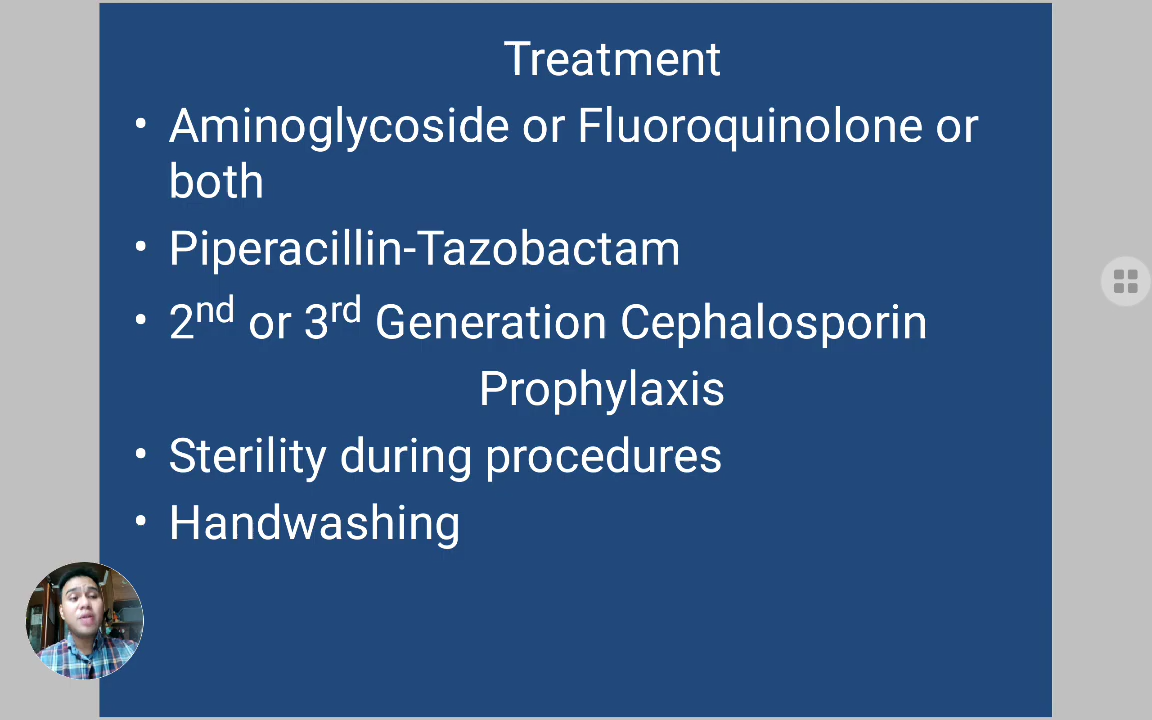 Treatment
• Aminoglycoside or Fluoroquinolone or
both
• Piperacillin-Tazobactam
• 2nd or 3rd Generation Cephalosporin
Prophylaxis
• Sterility during procedures
• Handwashing